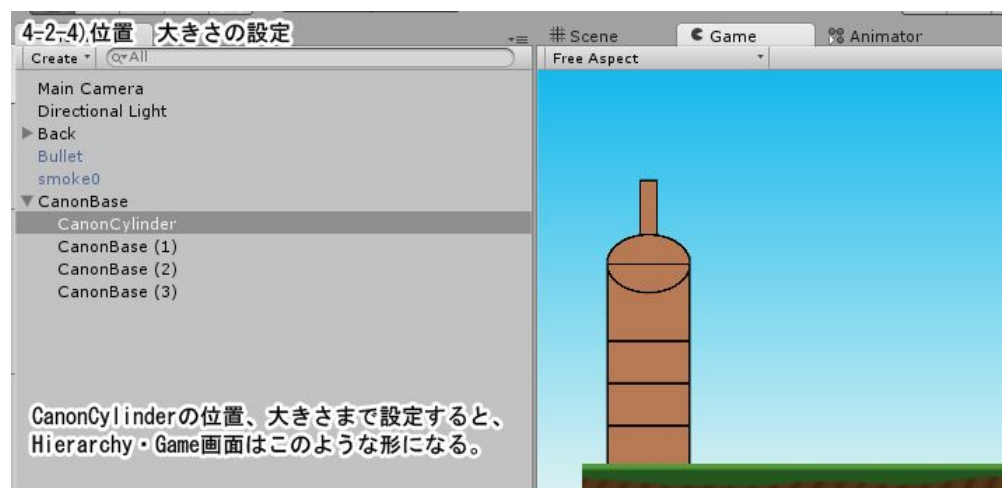 4-2-4)位置　大きさの設定
Scene
Game
Animator
Create
All
Free Aspect
Main Camera
Directional Light
Back
Bullet
smoke0
CanonBase
CanonCylinder
CanonBase (1)
CanonBase (2)
CanonBase (3)
CanonCylinderの位置、大きさまで設定すると、
Hierarchy・Game画面はこのような形になる。